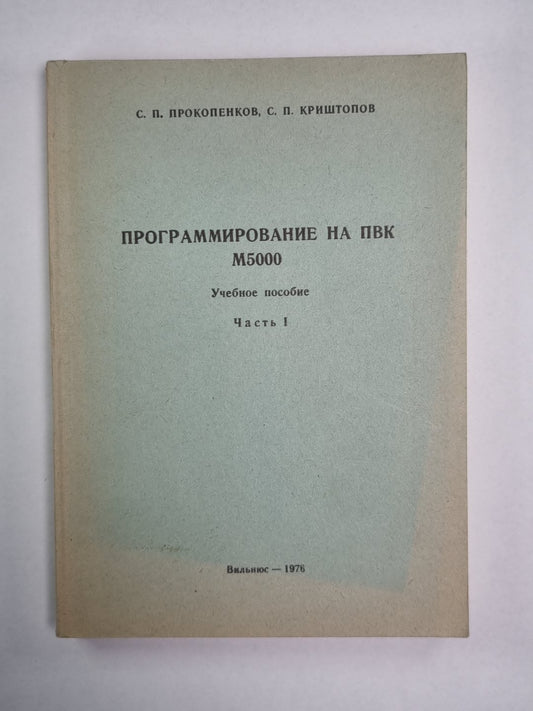 С. П. ПРОКОПЕНКОВ, С. П. КРИШТОПОВ
ПРОГРАММИРОВАНИЕ НА ПВК
М5000
Учебное пособие
Часть I
Вильнюс — 1976